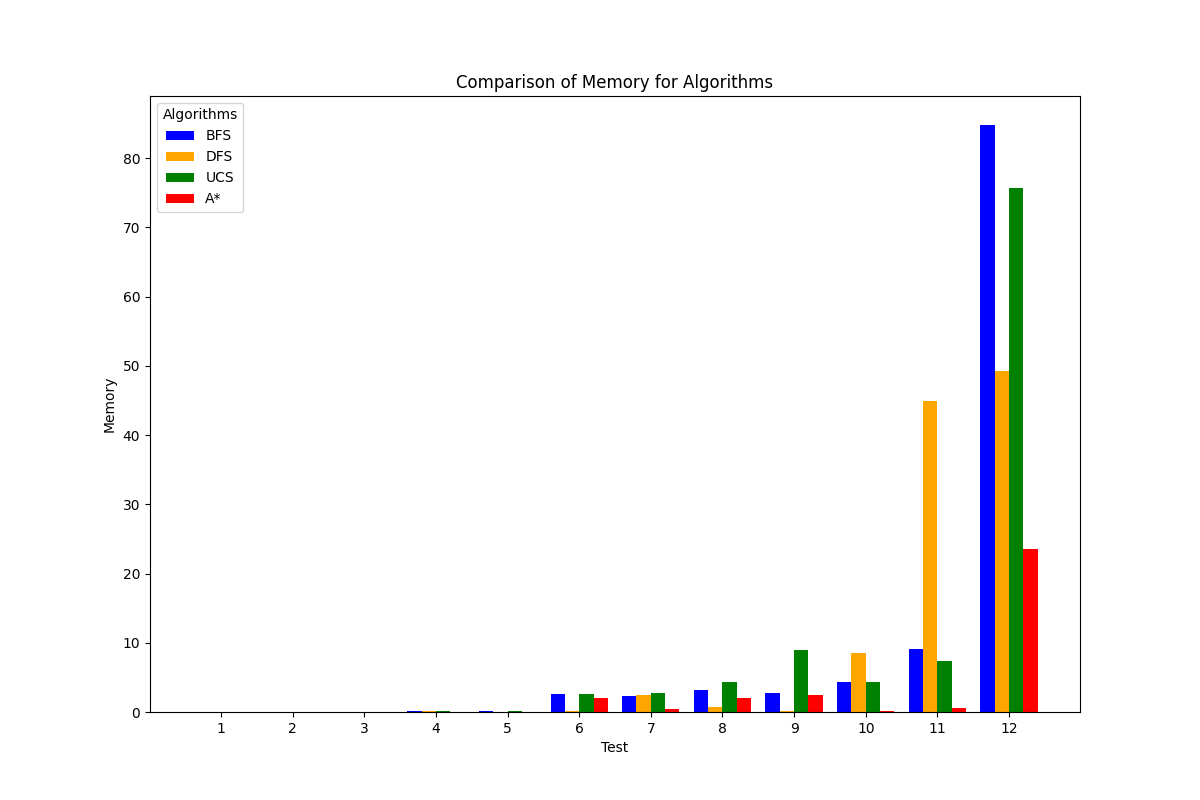 Comparison of Memory for Algorithms
Algorithms
BFS
DFS
UCS
A*
80
70
60
50
40
30
20
10
0
Memory
1 2 3 4 5 6 7 8 9 10 11 12
Test